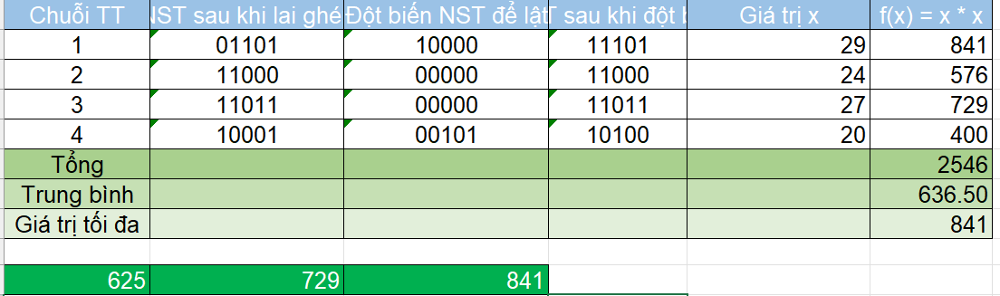 Chuỗi TT NST sau khi lai ghé Đột biến NST để lật T sau khi đột b Giá trị x f(x) = x * x
1 01101 10000 11101 29 841
2 11000 00000 11000 24 576
3 11011 00000 11011 27 729
4 10001 00101 10100 20 400
Tổng 2546
Trung bình 636.50
Giá trị tối đa 841
625 729 841